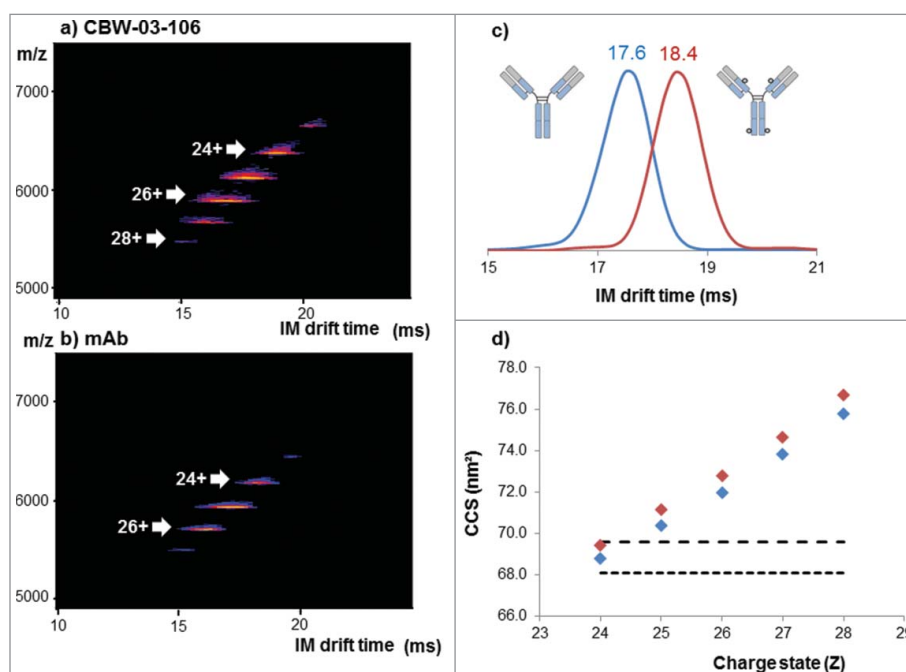 a) CBW-03-106
m/z
7000
6000
5000
24+
26+
28+
10 15 20
IM drift time (ms)
b) mAb
m/z
7000
6000
5000
24+
26+
10 15 20
IM drift time (ms)
c)
17.6 18.4
15 17 19 21
IM drift time (ms)
d)
78.0
76.0
74.0
72.0
70.0
68.0
66.0
CCS (nm²)
23 24 25 26 27 28 29
Charge state (Z)